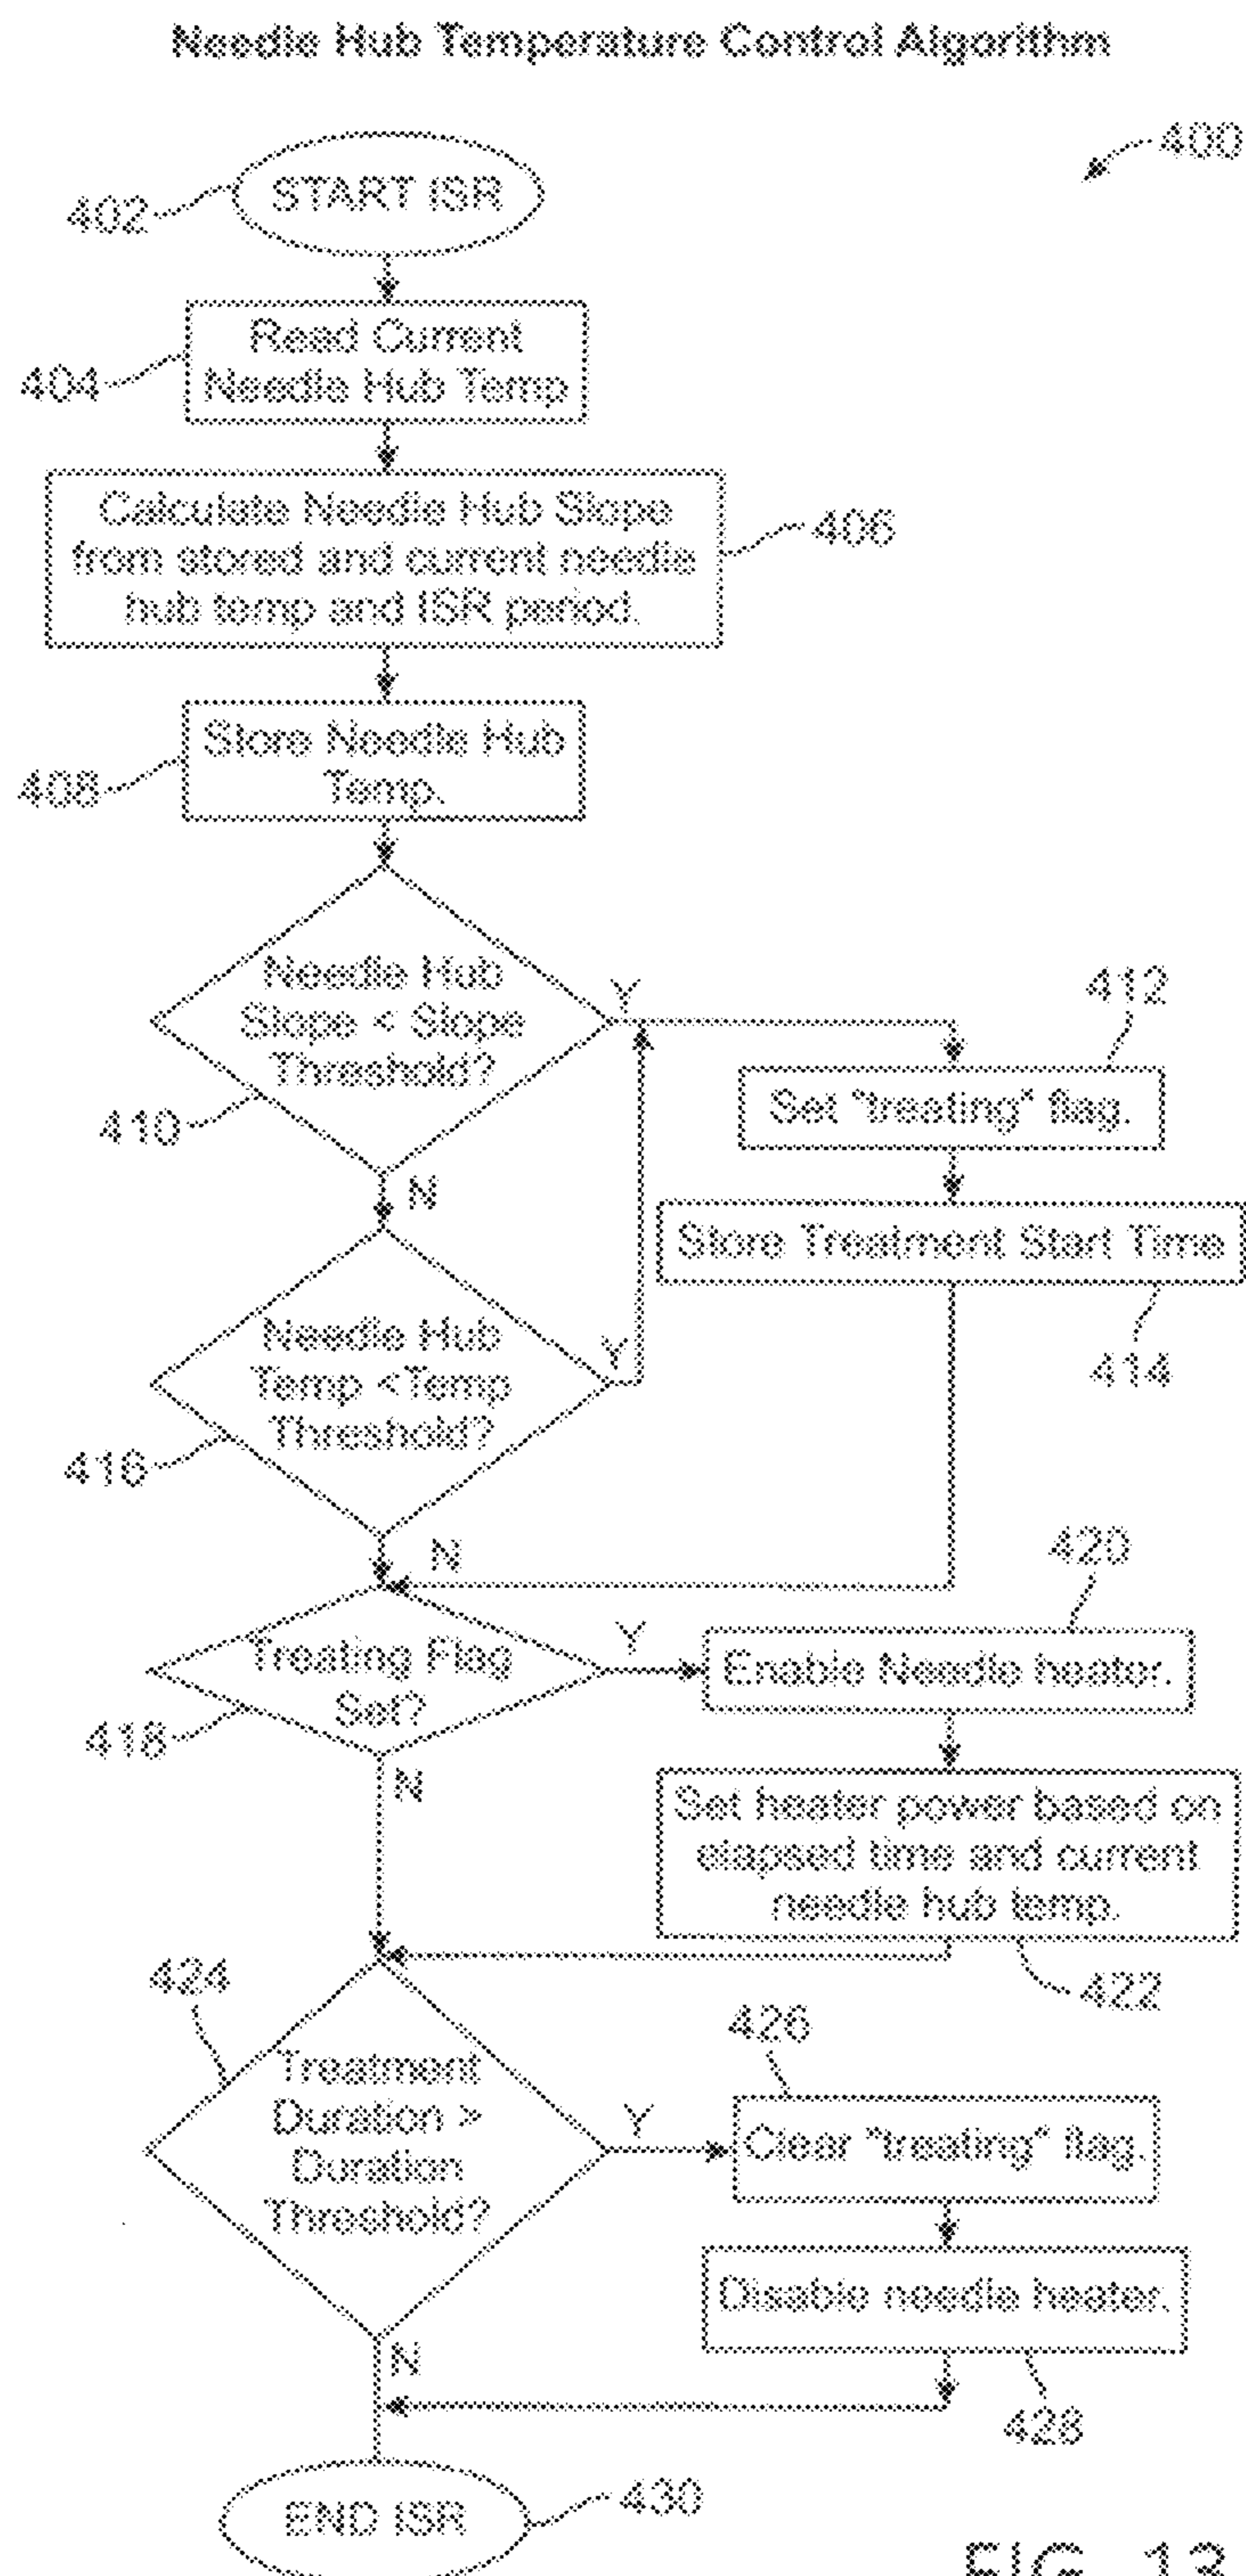 Needle Hub Temperature Control Algorithm
400
402
START ISR
404
Read Current
Needle Hub Temp
Calculate Needle Hub Slope
from stored and current needle
hub temp and ISR period.
406
408
Store Needle Hub
Temp.
Needle Hub
Slope < Slope
Threshold?
410
Y
N
412
Set "treating" flag.
Store Treatment Start Time
414
Needle Hub
Temp <Temp
Threshold?
416
Y
N
Treating Flag
Set?
418
Y
N
420
Enable Needle heater.
Set heater power based on
elapsed time and current
needle hub temp.
422
424
Treatment
Duration >
Duration
Threshold?
Y
N
426
Clear "treating" flag.
Disable needle heater.
428
END ISR
430
FIG. 13